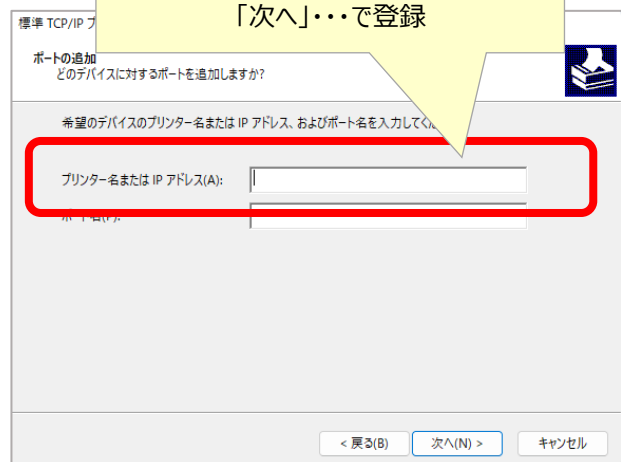 「次へ」･･･で登録
標準 TCP/IP プ
ポートの追加
どのデバイスに対するポートを追加しますか?
希望のデバイスのプリンター名または IP アドレス、およびポート名を入力してく
プリンター名または IP アドレス(A):
< 戻る(B)
次へ(N) >
キャンセル